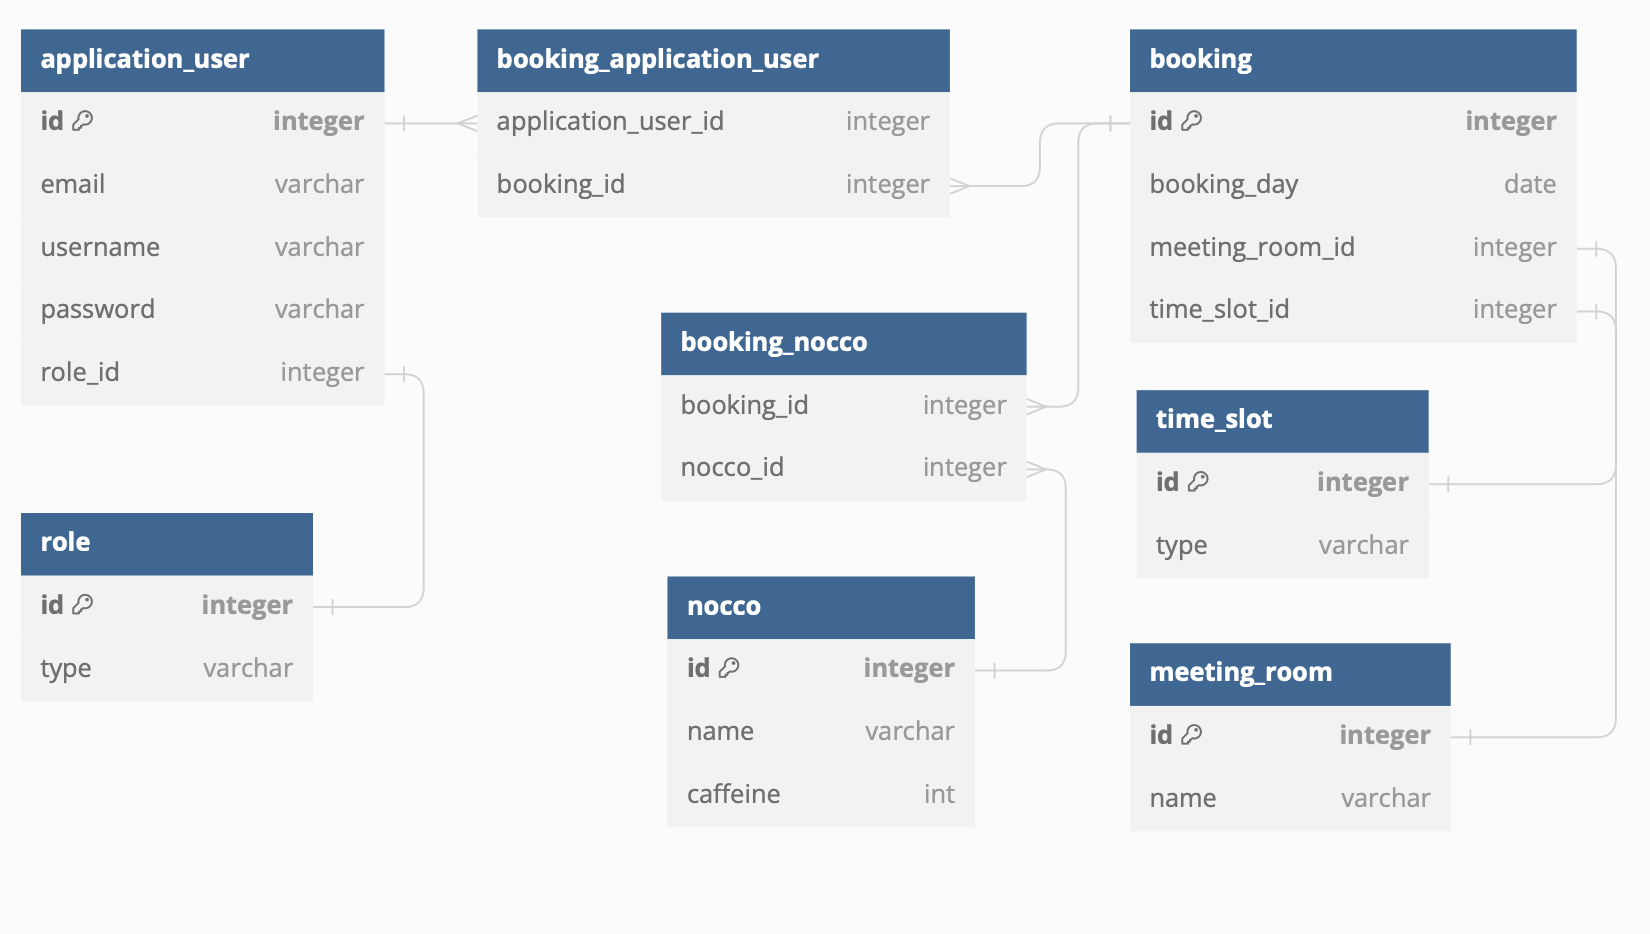 application_user
id integer
email varchar
username varchar
password varchar
role_id integer
booking_application_user
application_user_id integer
booking_id integer
booking
id integer
booking_day date
meeting_room_id integer
time_slot_id integer
booking_nocco
booking_id integer
nocco_id integer
time_slot
id integer
type varchar
role
id integer
type varchar
nocco
id integer
name varchar
caffeine int
meeting_room
id integer
name varchar